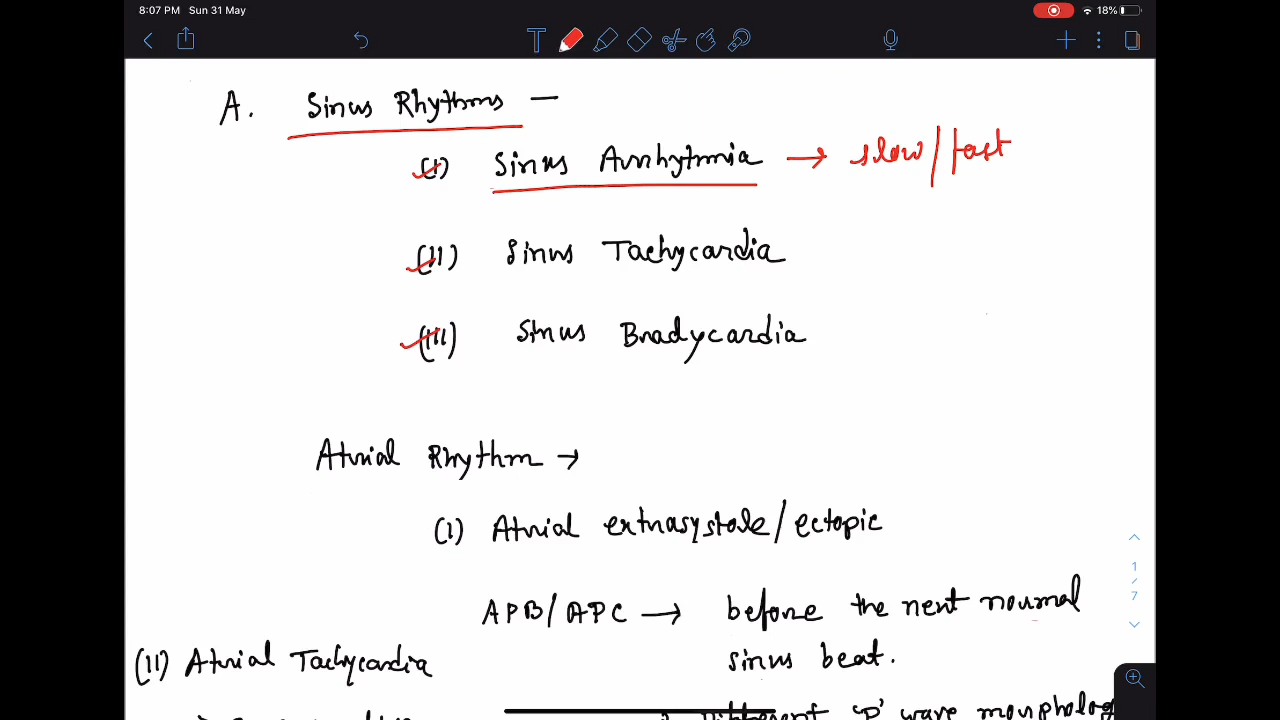 8:07 PM Sun 31 May
18%
A. Sinus Rhythms —
(I) Sinus Arrhytmia → slow/fast
(II) Sinus Tachycardia
(III) Sinus Bradycardia
Atrial Rhythm →
(I) Atrial extrasystole/ectopic
APB/APC → before the next normal
sinus beat.
(II) Atrial Tachycardia
Different 'P' wave morpholog
1
/
7